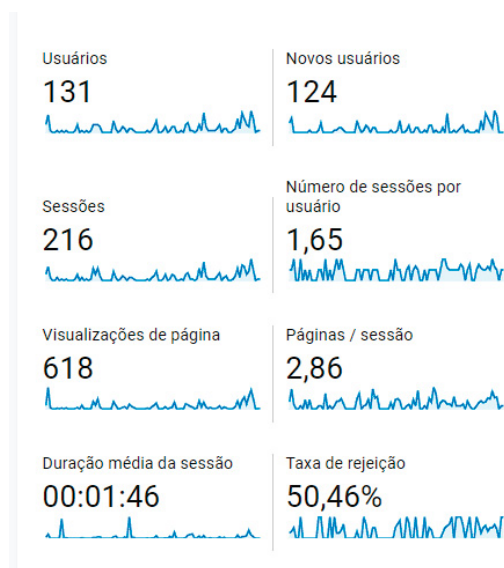 Usuários
131
Novos usuários
124
Sessões
216
Número de sessões por
usuário
1,65
Visualizações de página
618
Páginas / sessão
2,86
Duração média da sessão
00:01:46
Taxa de rejeição
50,46%